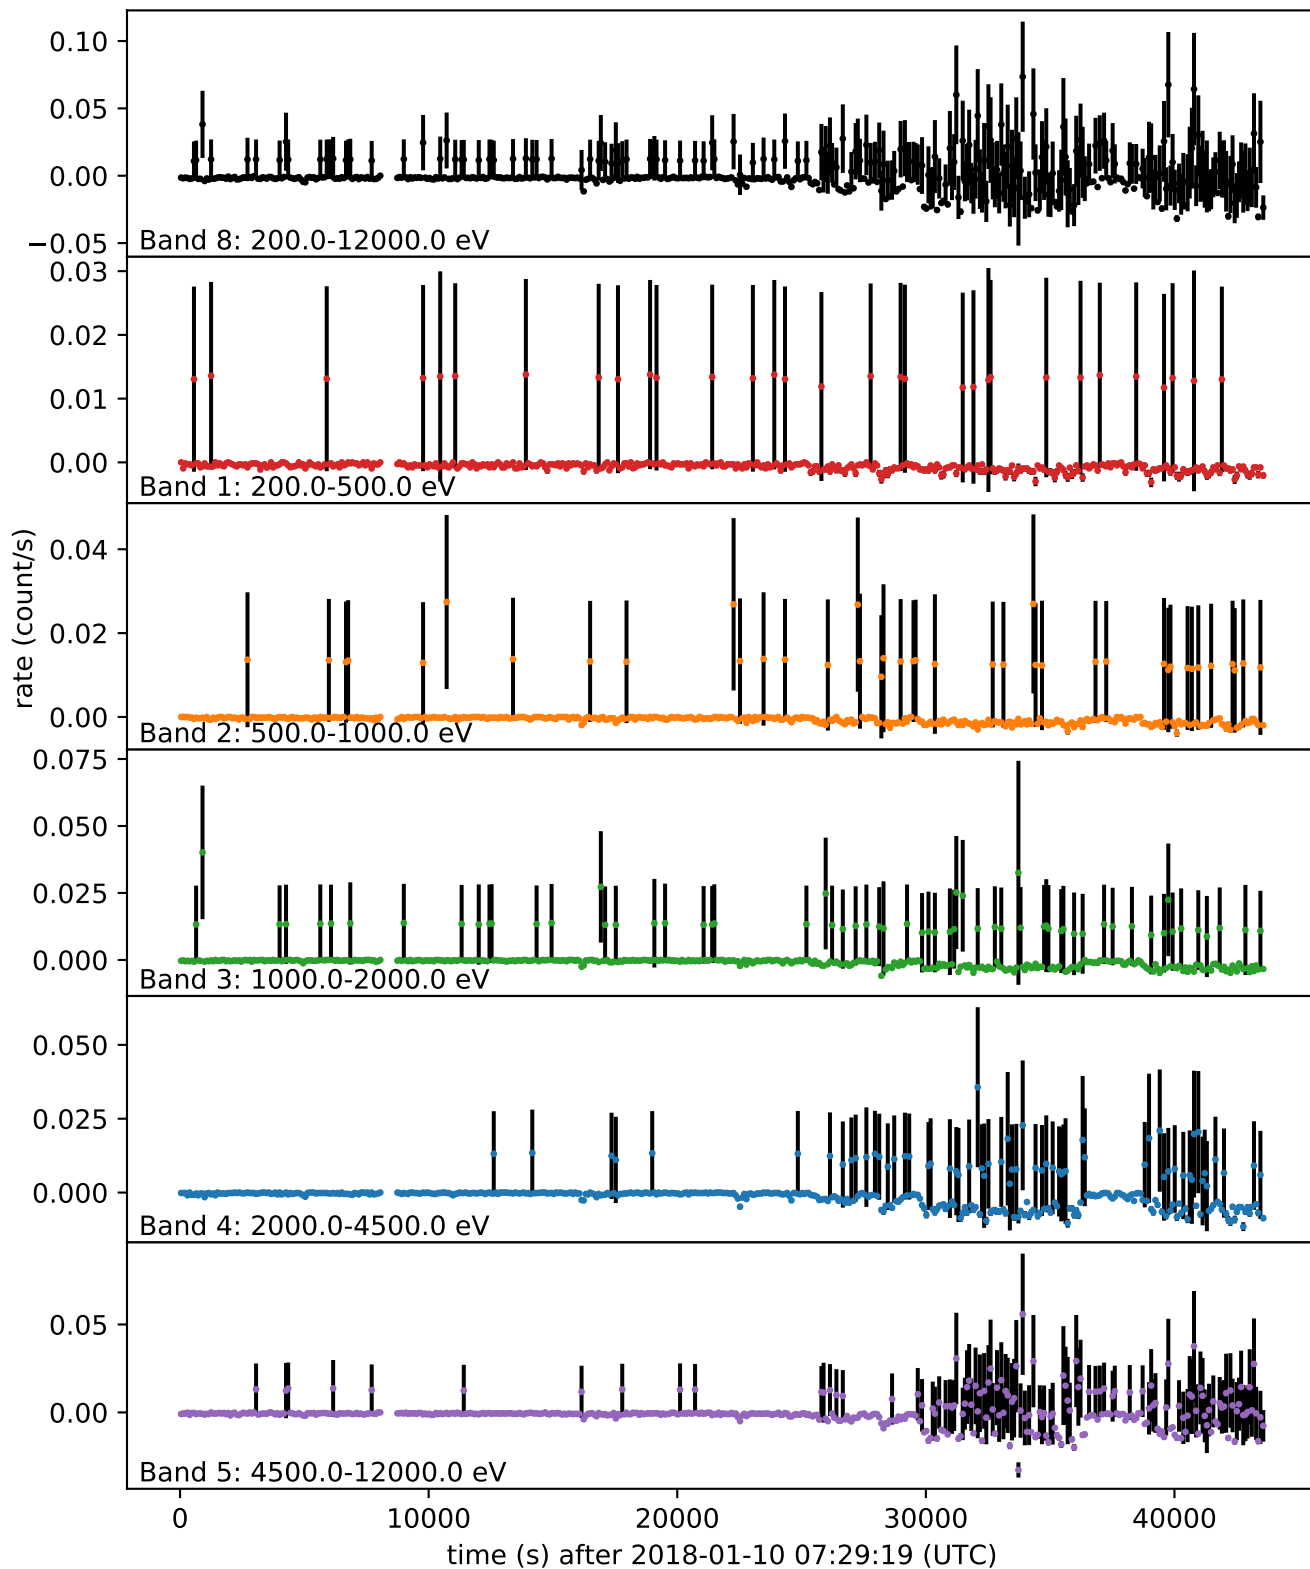 0.10
0.05
0.00
−0.05
Band 8: 200.0-12000.0 eV
0.03
0.02
0.01
0.00
Band 1: 200.0-500.0 eV
rate (count/s)
0.04
0.02
0.00
Band 2: 500.0-1000.0 eV
0.075
0.050
0.025
0.000
Band 3: 1000.0-2000.0 eV
0.050
0.025
0.000
Band 4: 2000.0-4500.0 eV
0.05
0.00
Band 5: 4500.0-12000.0 eV
0 10000 20000 30000 40000
time (s) after 2018-01-10 07:29:19 (UTC)